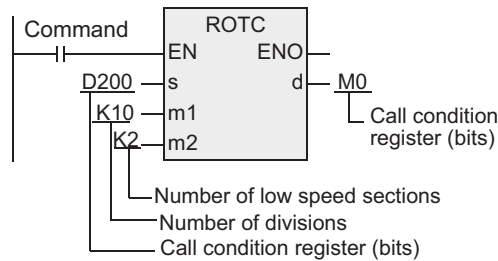 Command
ROTC
EN ENO
D200 s d M0
K10 m1
K2 m2
Call condition
register (bits)
Number of low speed sections
Number of divisions
Call condition register (bits)